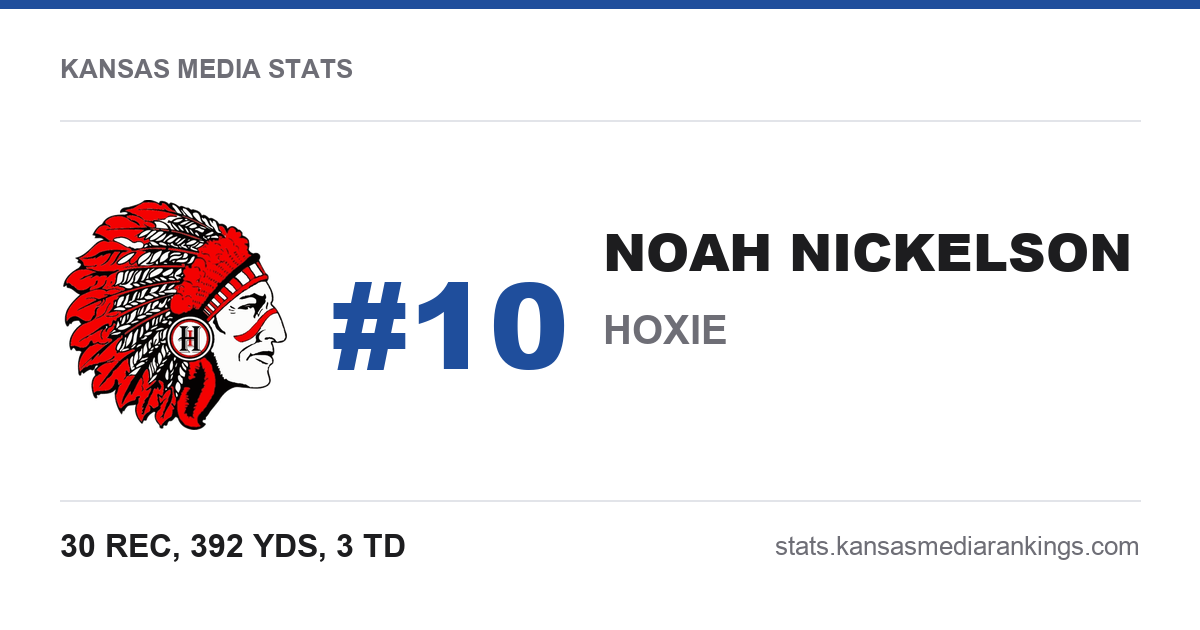 KANSAS MEDIA STATS
H
#10
NOAH NICKELSON
HOXIE
30 REC, 392 YDS, 3 TD
stats.kansasmediarankings.com